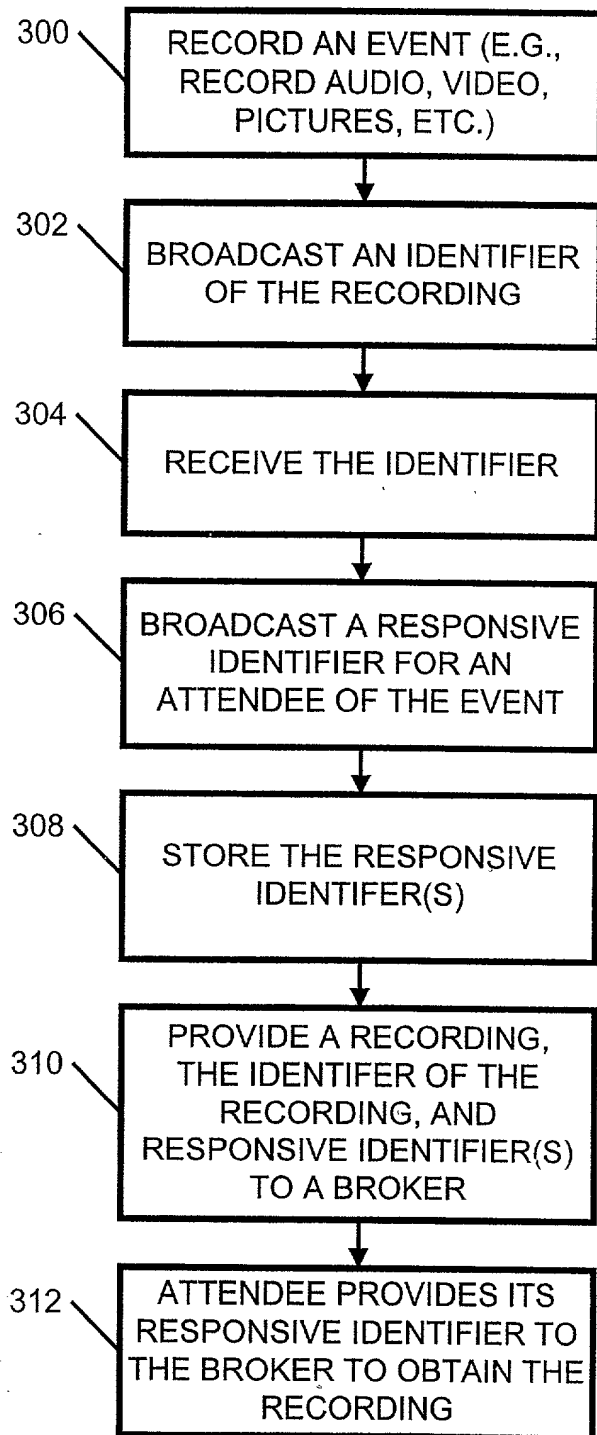 300
RECORD AN EVENT (E.G.,
RECORD AUDIO, VIDEO,
PICTURES, ETC.)
302
BROADCAST AN IDENTIFIER
OF THE RECORDING
304
RECEIVE THE IDENTIFIER
306
BROADCAST A RESPONSIVE
IDENTIFIER FOR AN
ATTENDEE OF THE EVENT
308
STORE THE RESPONSIVE
IDENTIFER(S)
310
PROVIDE A RECORDING,
THE IDENTIFER OF THE
RECORDING, AND
RESPONSIVE IDENTIFIER(S)
TO A BROKER
312
ATTENDEE PROVIDES ITS
RESPONSIVE IDENTIFIER TO
THE BROKER TO OBTAIN THE
RECORDING